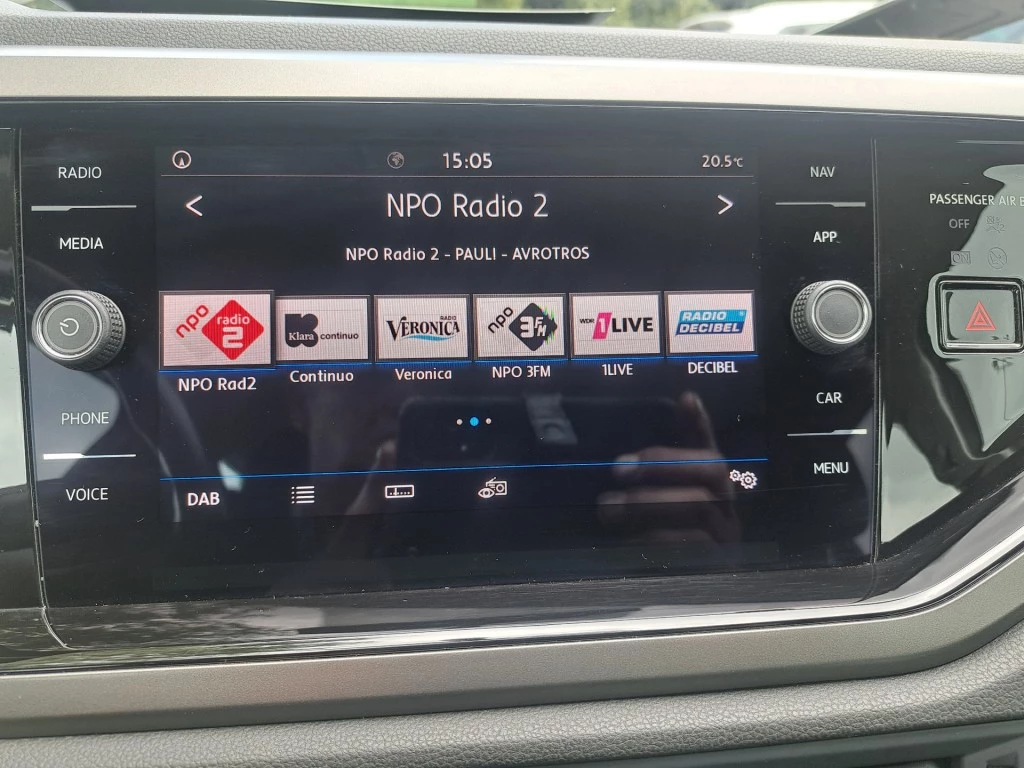 RADIO
MEDIA
PHONE
VOICE
15:05
20.5°C
NPO Radio 2
NPO Radio 2 - PAULI - AVROTROS
npo radio 2
Klara continuo
RADIO VERONICA
npo 3FM
WDR 1LIVE
RADIO DECIBEL
NPO Rad2
Continuo
Veronica
NPO 3FM
1LIVE
DECIBEL
DAB
NAV
APP
CAR
MENU
PASSENGER AIR B
OFF